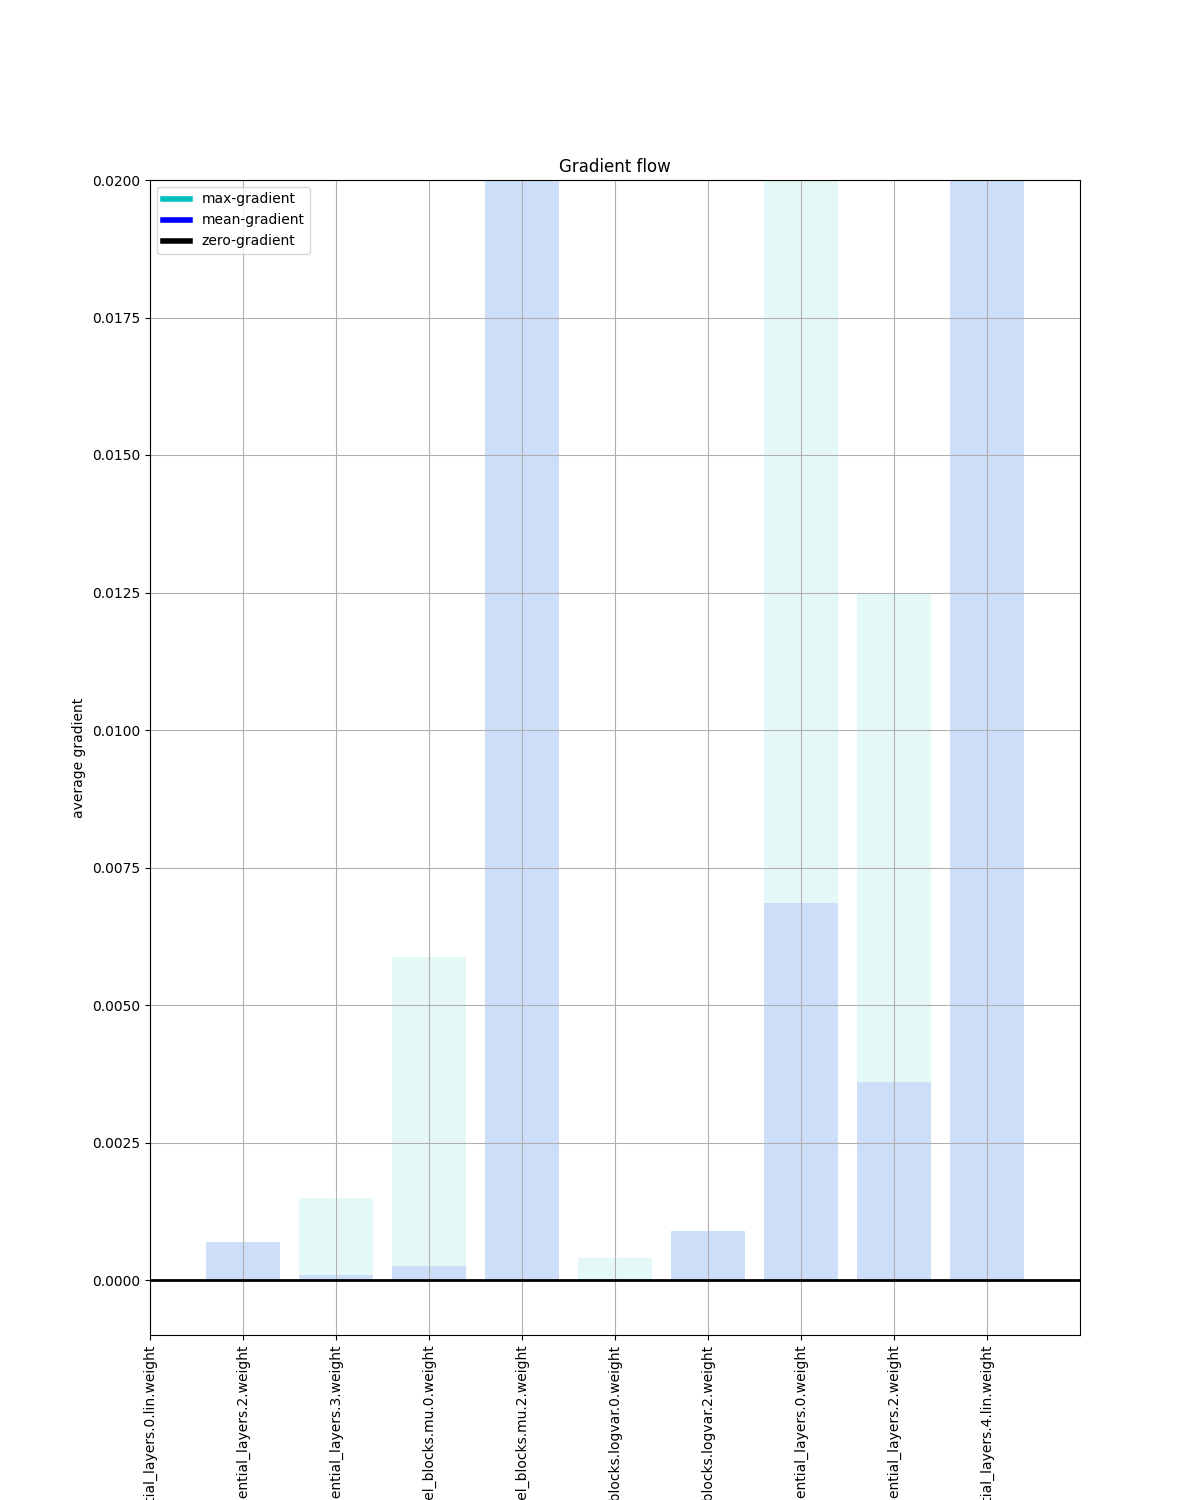 Gradient flow
max-gradient
mean-gradient
zero-gradient
0.0200
0.0175
0.0150
0.0125
0.0100
0.0075
0.0050
0.0025
0.0000
average gradient
tial_layers.0.lin.weight
ential_layers.2.weight
ential_layers.3.weight
el_blocks.mu.0.weight
el_blocks.mu.2.weight
blocks.logvar.0.weight
blocks.logvar.2.weight
ential_layers.0.weight
ential_layers.2.weight
tial_layers.4.lin.weight